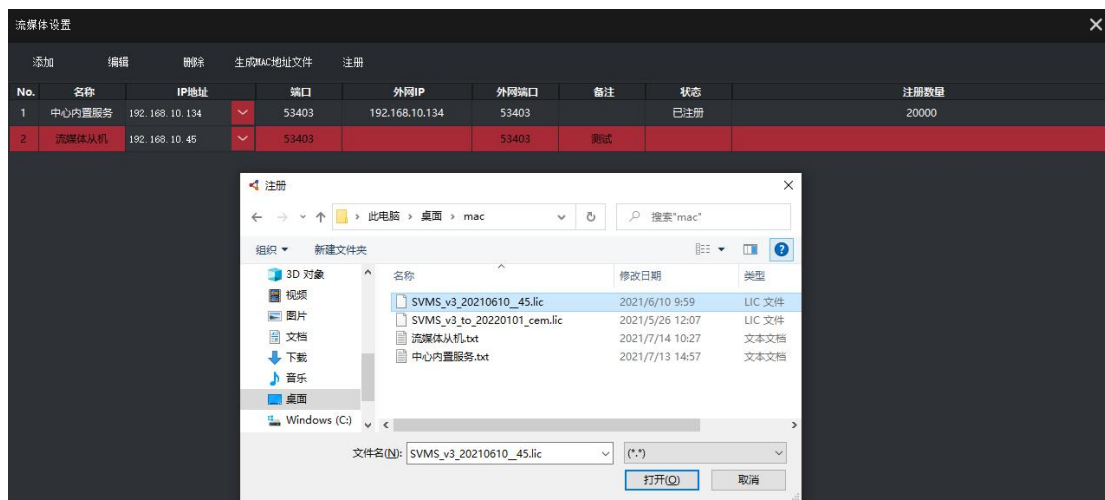 流媒体设置
添加 编辑 删除 生成MAC地址文件 注册
No. 名称 IP地址 端口 外网IP 外网端口 备注 状态 注册数量
1 中心内置服务 192.168.10.134 53403 192.168.10.134 53403 已注册 20000
2 流媒体从机 192.168.10.45 53403 53403 测试
注册
此电脑 › 桌面 › mac 搜索"mac"
组织 新建文件夹
名称 修改日期 类型
3D 对象
视频
图片
文档
下载
音乐
桌面
Windows (C:)
SVMS_v3_20210610__45.lic 2021/6/10 9:59 LIC 文件
SVMS_v3_to_20220101_cem.lic 2021/5/26 12:07 LIC 文件
流媒体从机.txt 2021/7/14 10:27 文本文档
中心内置服务.txt 2021/7/13 14:57 文本文档
文件名(N): SVMS_v3_20210610__45.lic (*.*)
打开(O) 取消